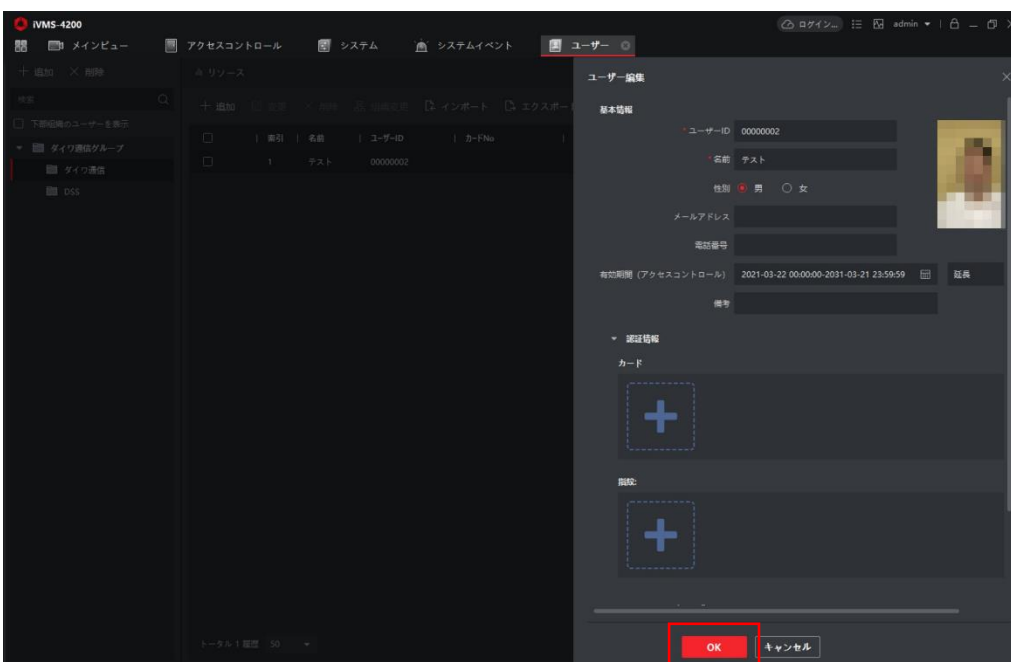 iVMS-4200
ログイン... admin
メインビュー アクセスコントロール システム システムイベント ユーザー
追加 削除
リソース
検索
追加 変更 削除 インポート エクスポート
下部組織のユーザーを表示
ダイワ通信グループ
ダイワ通信
DSS
索引 名前 ユーザーID カードNo
1 テスト 00000002
トータル 1 履歴 50
ユーザー編集
基本情報
*ユーザーID 00000002
*名前 テスト
性別 男 女
メールアドレス
電話番号
有効期間 (アクセスコントロール) 2021-03-22 00:00:00-2031-03-21 23:59:59 延長
備考
認証情報
カード
指紋:
OK キャンセル